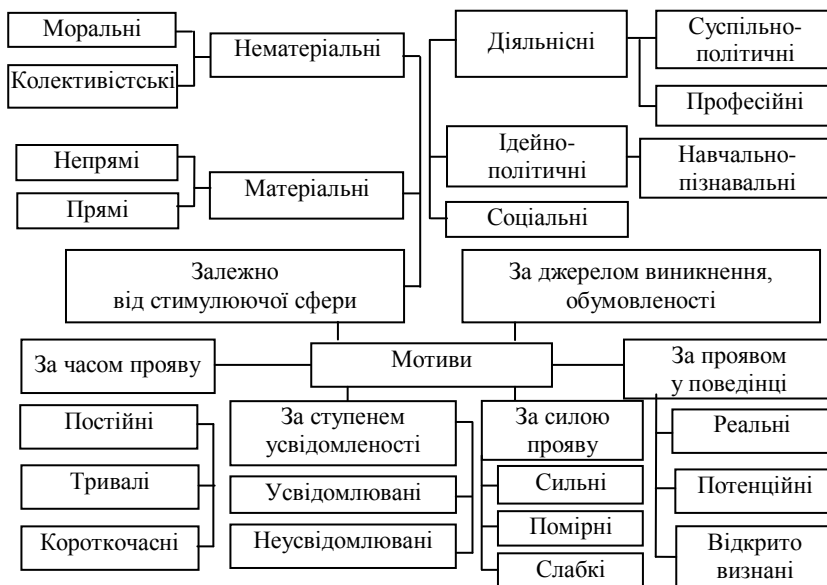 Моральні
Колективістські
Нематеріальні
Діяльнісні
Суспільно-
політичні
Професійні
Непрямі
Прямі
Матеріальні
Ідейно-
політичні
Навчально-
пізнавальні
Соціальні
Залежно
від стимулюючої сфери
За джерелом виникнення,
обумовленості
За часом прояву
Мотиви
За проявом
у поведінці
Постійні
Тривалі
Короткочасні
За ступенем
усвідомленості
Усвідомлювані
Неусвідомлювані
За силою
прояву
Сильні
Помірні
Слабкі
Реальні
Потенційні
Відкрито
визнані